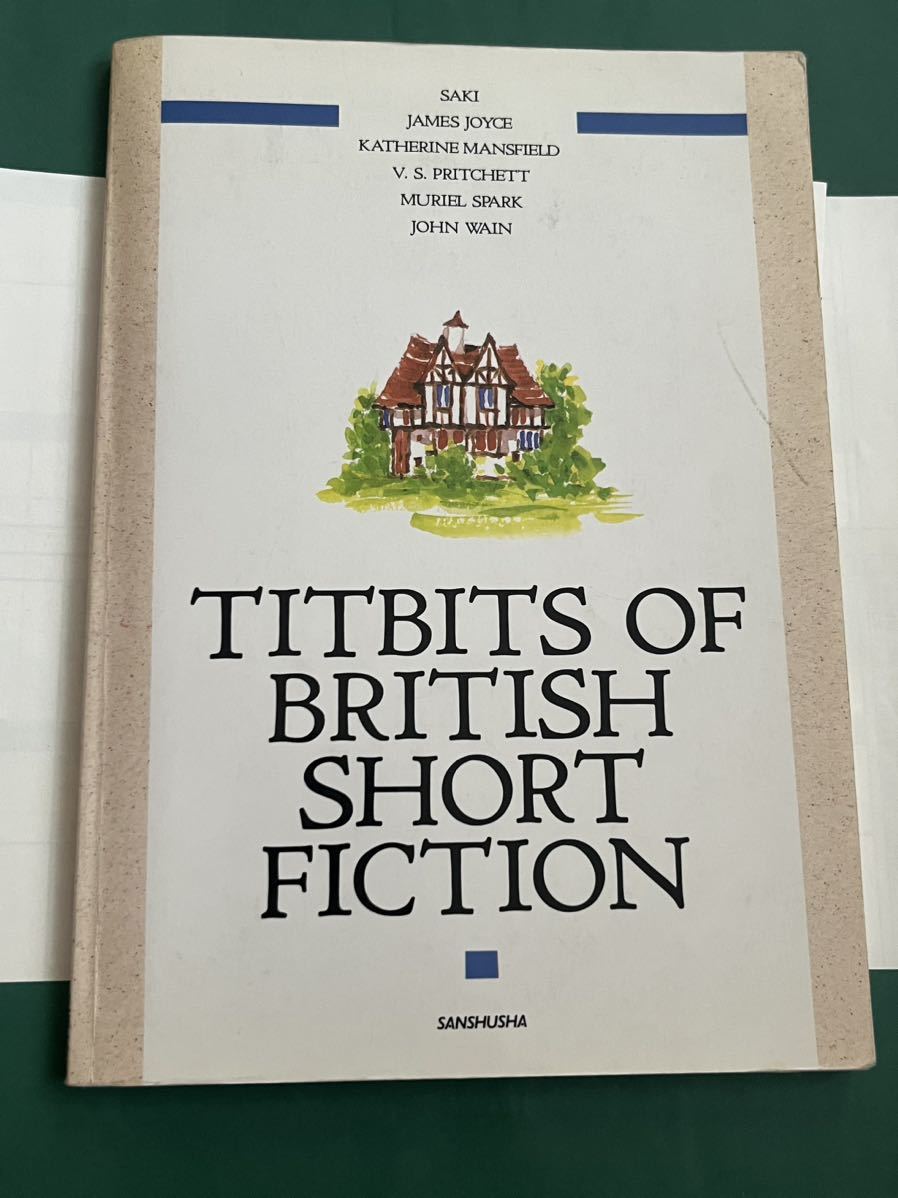 SAKI
JAMES JOYCE
KATHERINE MANSFIELD
V. S. PRITCHETT
MURIEL SPARK
JOHN WAIN
TITBITS OF
BRITISH
SHORT
FICTION
SANSHUSHA